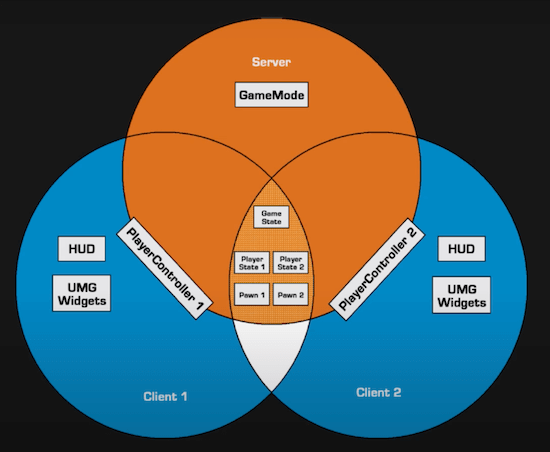 Server
GameMode
Game
State
Player
State 1
Player
State 2
Pawn 1
Pawn 2
PlayerController 1
PlayerController 2
HUD
UMG
Widgets
HUD
UMG
Widgets
Client 1
Client 2